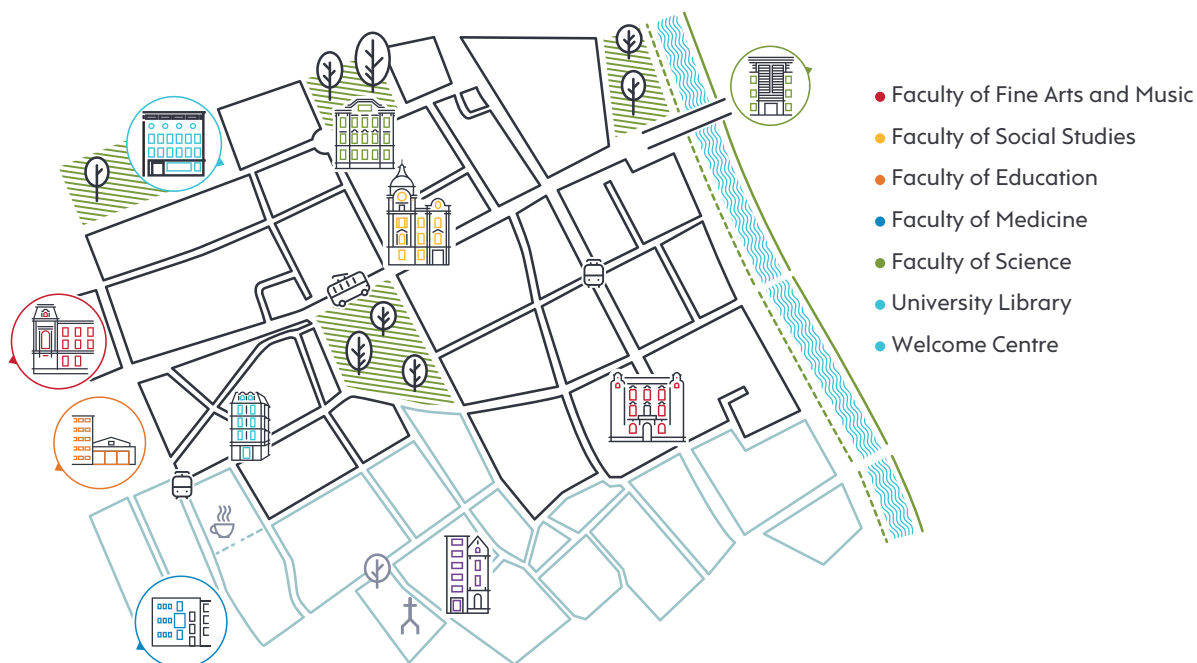 Faculty of Fine Arts and Music
Faculty of Social Studies
Faculty of Education
Faculty of Medicine
Faculty of Science
University Library
Welcome Centre